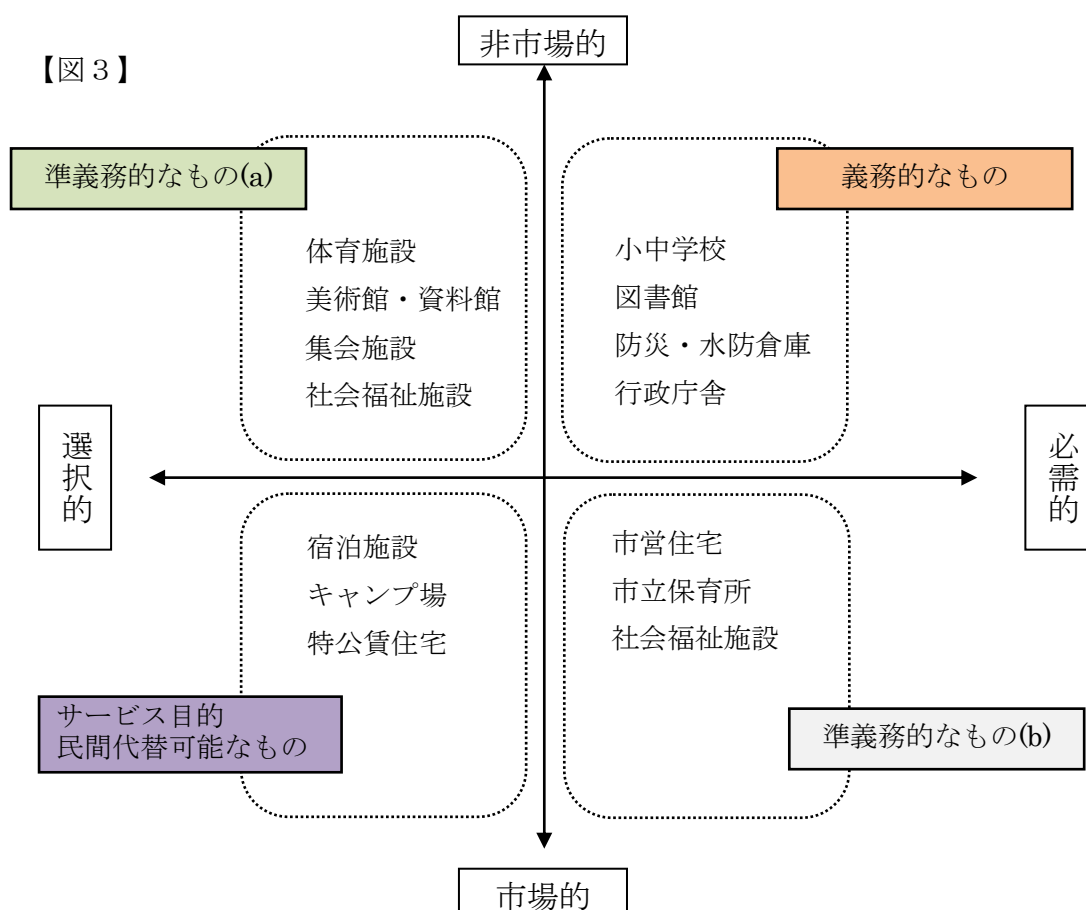 非市場的
【図３】
準義務的なもの(a)
義務的なもの
体育施設
美術館・資料館
集会施設
社会福祉施設
小中学校
図書館
防災・水防倉庫
行政庁舎
選択的
必需的
宿泊施設
キャンプ場
特公賃住宅
市営住宅
市立保育所
社会福祉施設
サービス目的
民間代替可能なもの
準義務的なもの(b)
市場的